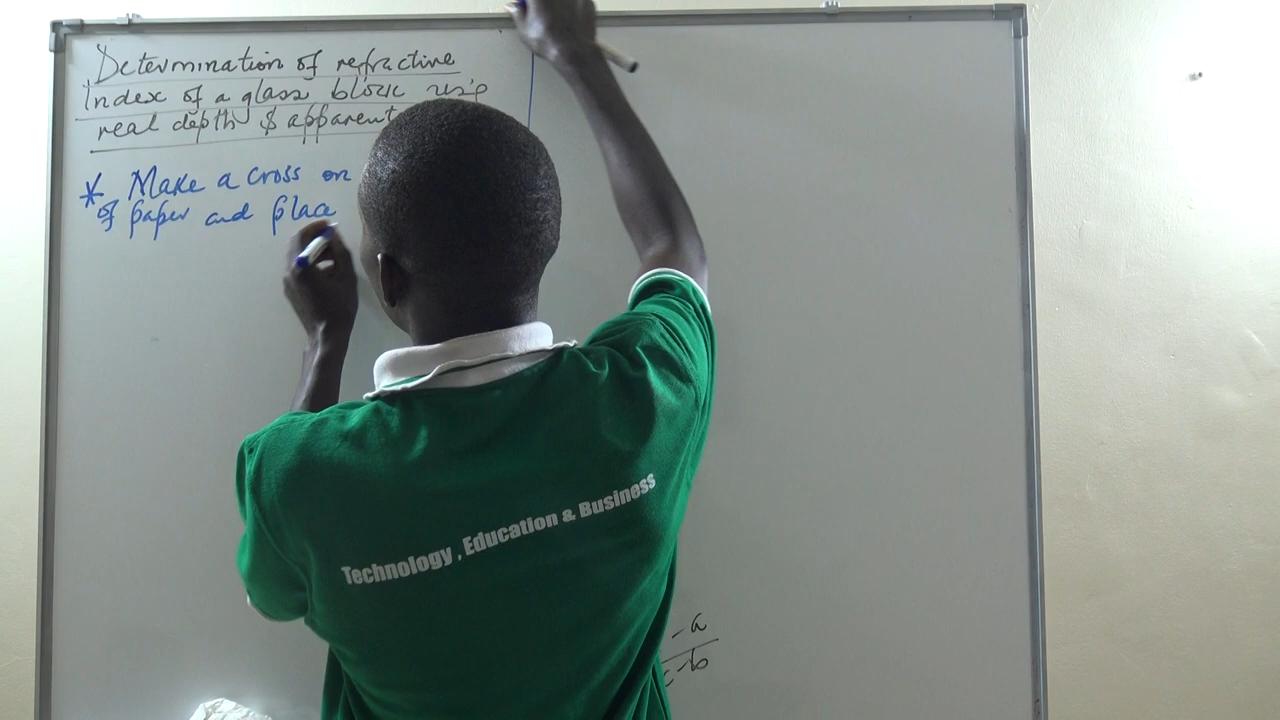 Determination of refractive
Index of a glass block using
real depth & apparent
* Make a cross on
of paper and place
Technology , Education & Business
- a
- b